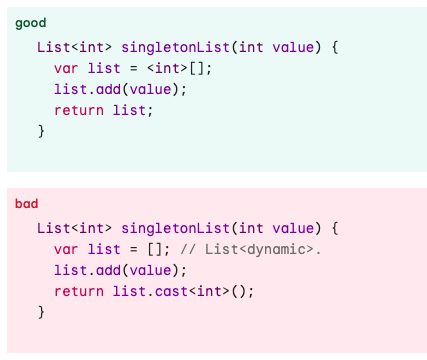 good
List<int> singletonList(int value) {
  var list = <int>[];
  list.add(value);
  return list;
}
bad
List<int> singletonList(int value) {
  var list = []; // List<dynamic>.
  list.add(value);
  return list.cast<int>();
}